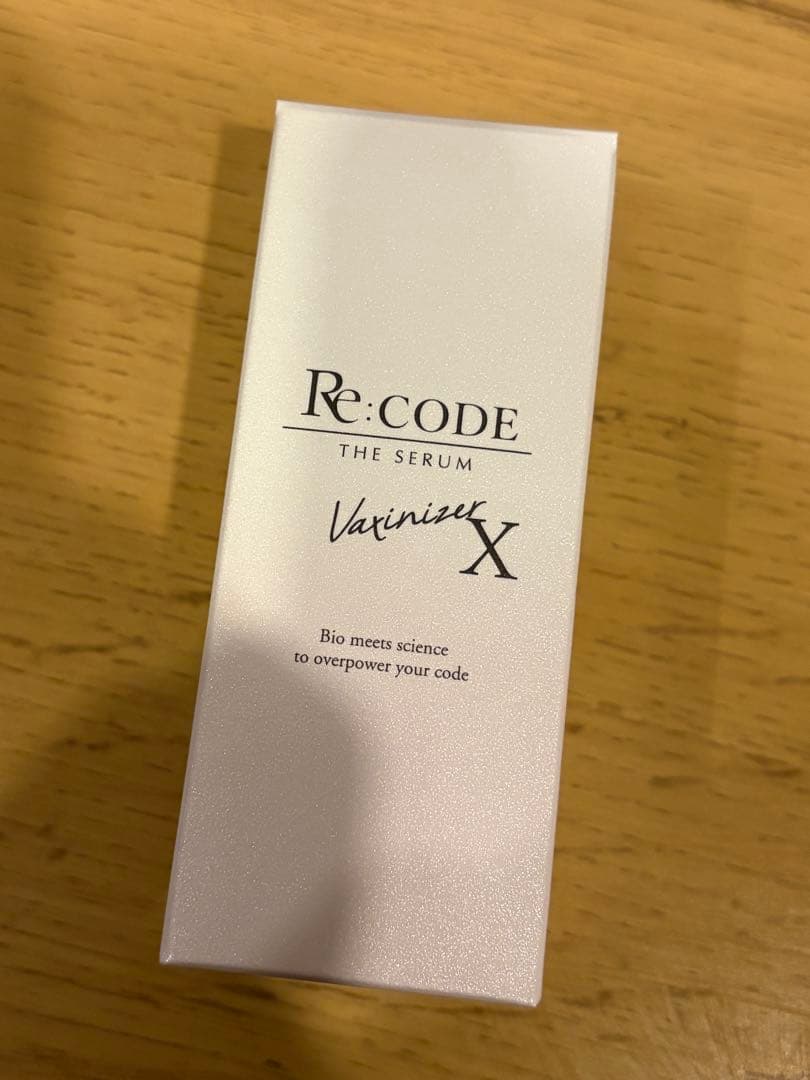 Re:CODE
THE SERUM
Vaxinizer
X
Bio meets science
to overpower your code